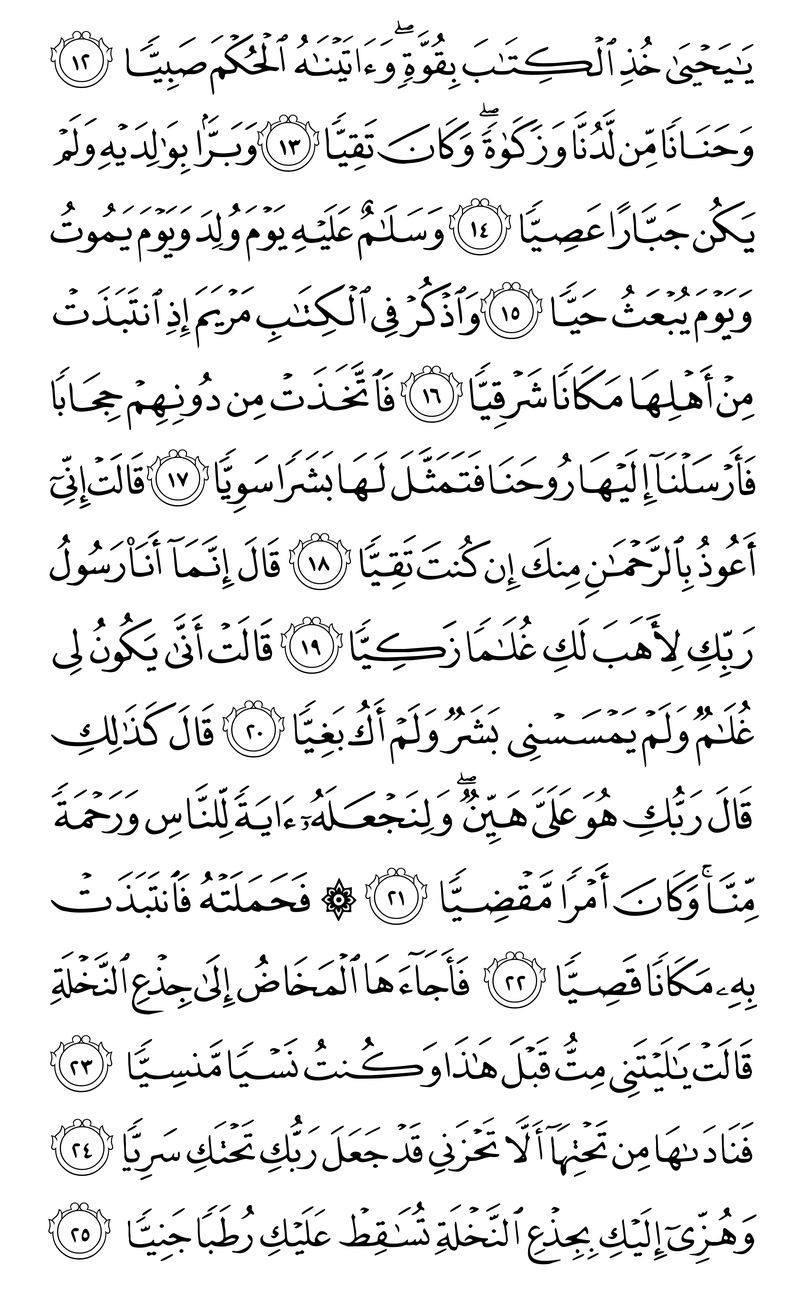 يَـٰيَحْيَىٰ خُذِ ٱلْكِتَـٰبَ بِقُوَّةٍۖ وَءَاتَيْنَـٰهُ ٱلْحُكْمَ صَبِيًّا ١٢
وَحَنَانًا مِّن لَّدُنَّا وَزَكَوٰةًۖ وَكَانَ تَقِيًّا ١٣ وَبَرًّۢا بِوَٰلِدَيْهِ وَلَمْ
يَكُن جَبَّارًا عَصِيًّا ١٤ وَسَلَـٰمٌ عَلَيْهِ يَوْمَ وُلِدَ وَيَوْمَ يَمُوتُ
وَيَوْمَ يُبْعَثُ حَيًّا ١٥ وَٱذْكُرْ فِى ٱلْكِتَـٰبِ مَرْيَمَ إِذِ ٱنتَبَذَتْ
مِنْ أَهْلِهَا مَكَانًا شَرْقِيًّا ١٦ فَٱتَّخَذَتْ مِن دُونِهِمْ حِجَابًا
فَأَرْسَلْنَآ إِلَيْهَا رُوحَنَا فَتَمَثَّلَ لَهَا بَشَرًا سَوِيًّا ١٧ قَالَتْ إِنِّىٓ
أَعُوذُ بِٱلرَّحْمَـٰنِ مِنكَ إِن كُنتَ تَقِيًّا ١٨ قَالَ إِنَّمَآ أَنَا۠ رَسُولُ
رَبِّكِ لِأَهَبَ لَكِ غُلَـٰمًا زَكِيًّا ١٩ قَالَتْ أَنَّىٰ يَكُونُ لِى
غُلَـٰمٌ وَلَمْ يَمْسَسْنِى بَشَرٌ وَلَمْ أَكُ بَغِيًّا ٢٠ قَالَ كَذَٰلِكِ
قَالَ رَبُّكِ هُوَ عَلَىَّ هَيِّنٌۖ وَلِنَجْعَلَهُۥٓ ءَايَةً لِّلنَّاسِ وَرَحْمَةً
مِّنَّاۚ وَكَانَ أَمْرًا مَّقْضِيًّا ٢١ ۞ فَحَمَلَتْهُ فَٱنتَبَذَتْ
بِهِۦ مَكَانًا قَصِيًّا ٢٢ فَأَجَآءَهَا ٱلْمَخَاضُ إِلَىٰ جِذْعِ ٱلنَّخْلَةِ
قَالَتْ يَـٰلَيْتَنِى مِتُّ قَبْلَ هَـٰذَا وَكُنتُ نَسْيًا مَّنسِيًّا ٢٣
فَنَادَىٰهَا مِن تَحْتِهَآ أَلَّا تَحْزَنِى قَدْ جَعَلَ رَبُّكِ تَحْتَكِ سَرِيًّا ٢٤
وَهُزِّىٓ إِلَيْكِ بِجِذْعِ ٱلنَّخْلَةِ تُسَـٰقِطْ عَلَيْكِ رُطَبًا جَنِيًّا ٢٥